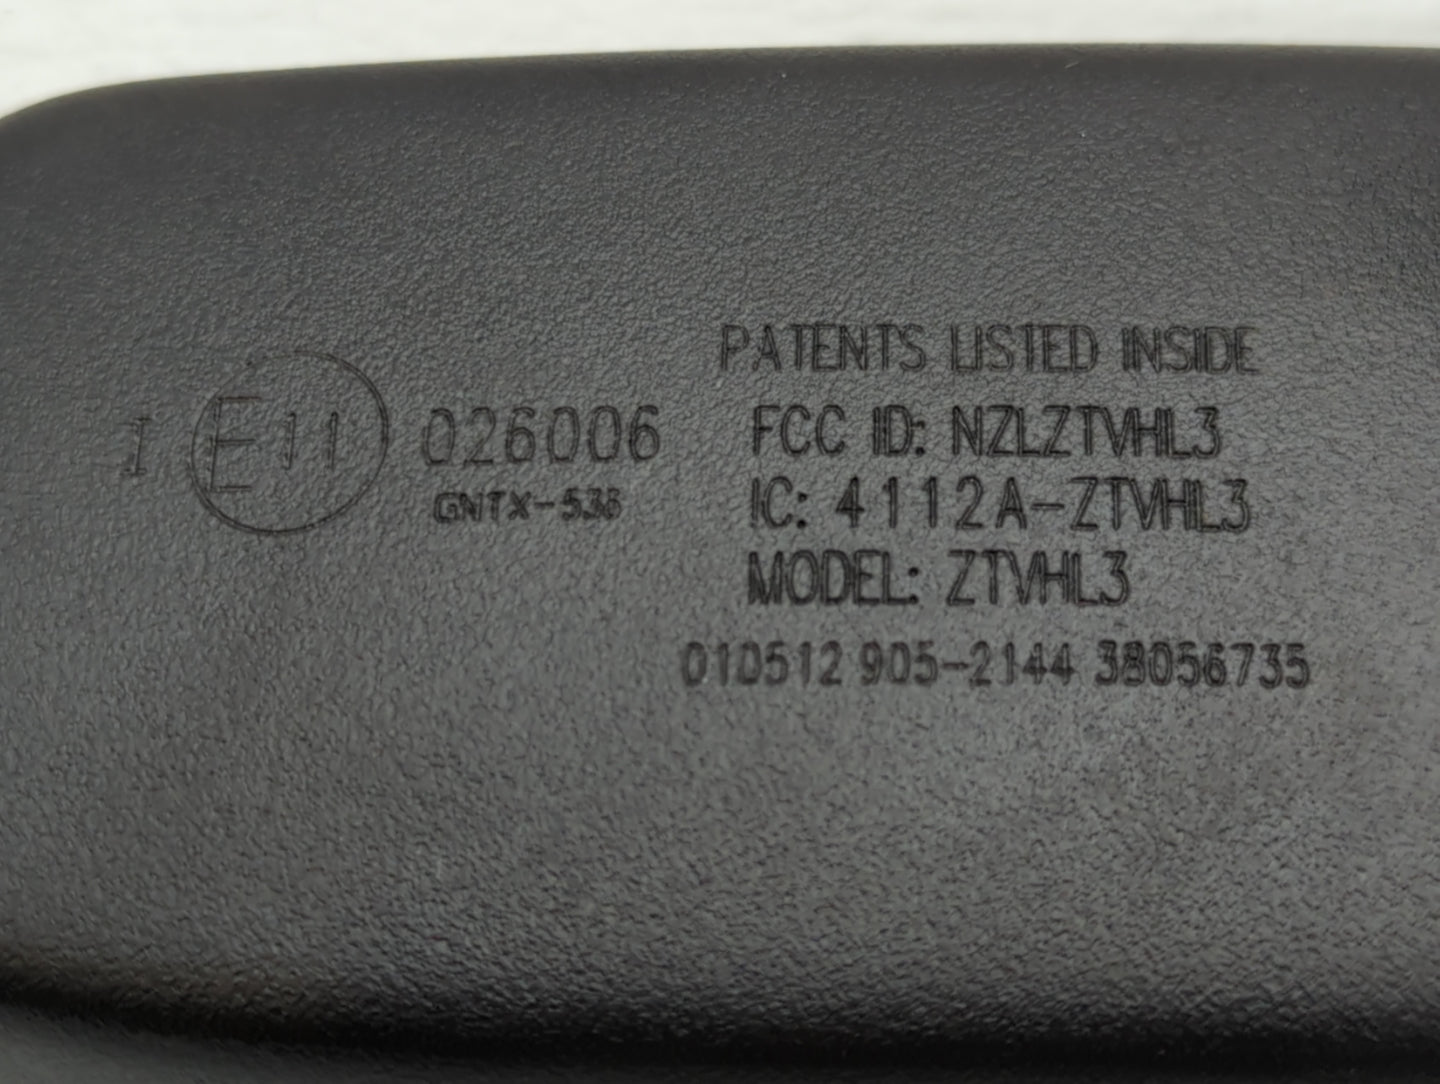 I E11 026006
GNTX-536
PATENTS LISTED INSIDE
FCC ID: NZLZTVHL3
IC: 4112A-ZTVHL3
MODEL: ZTVHL3
010512 905-2144 38056735